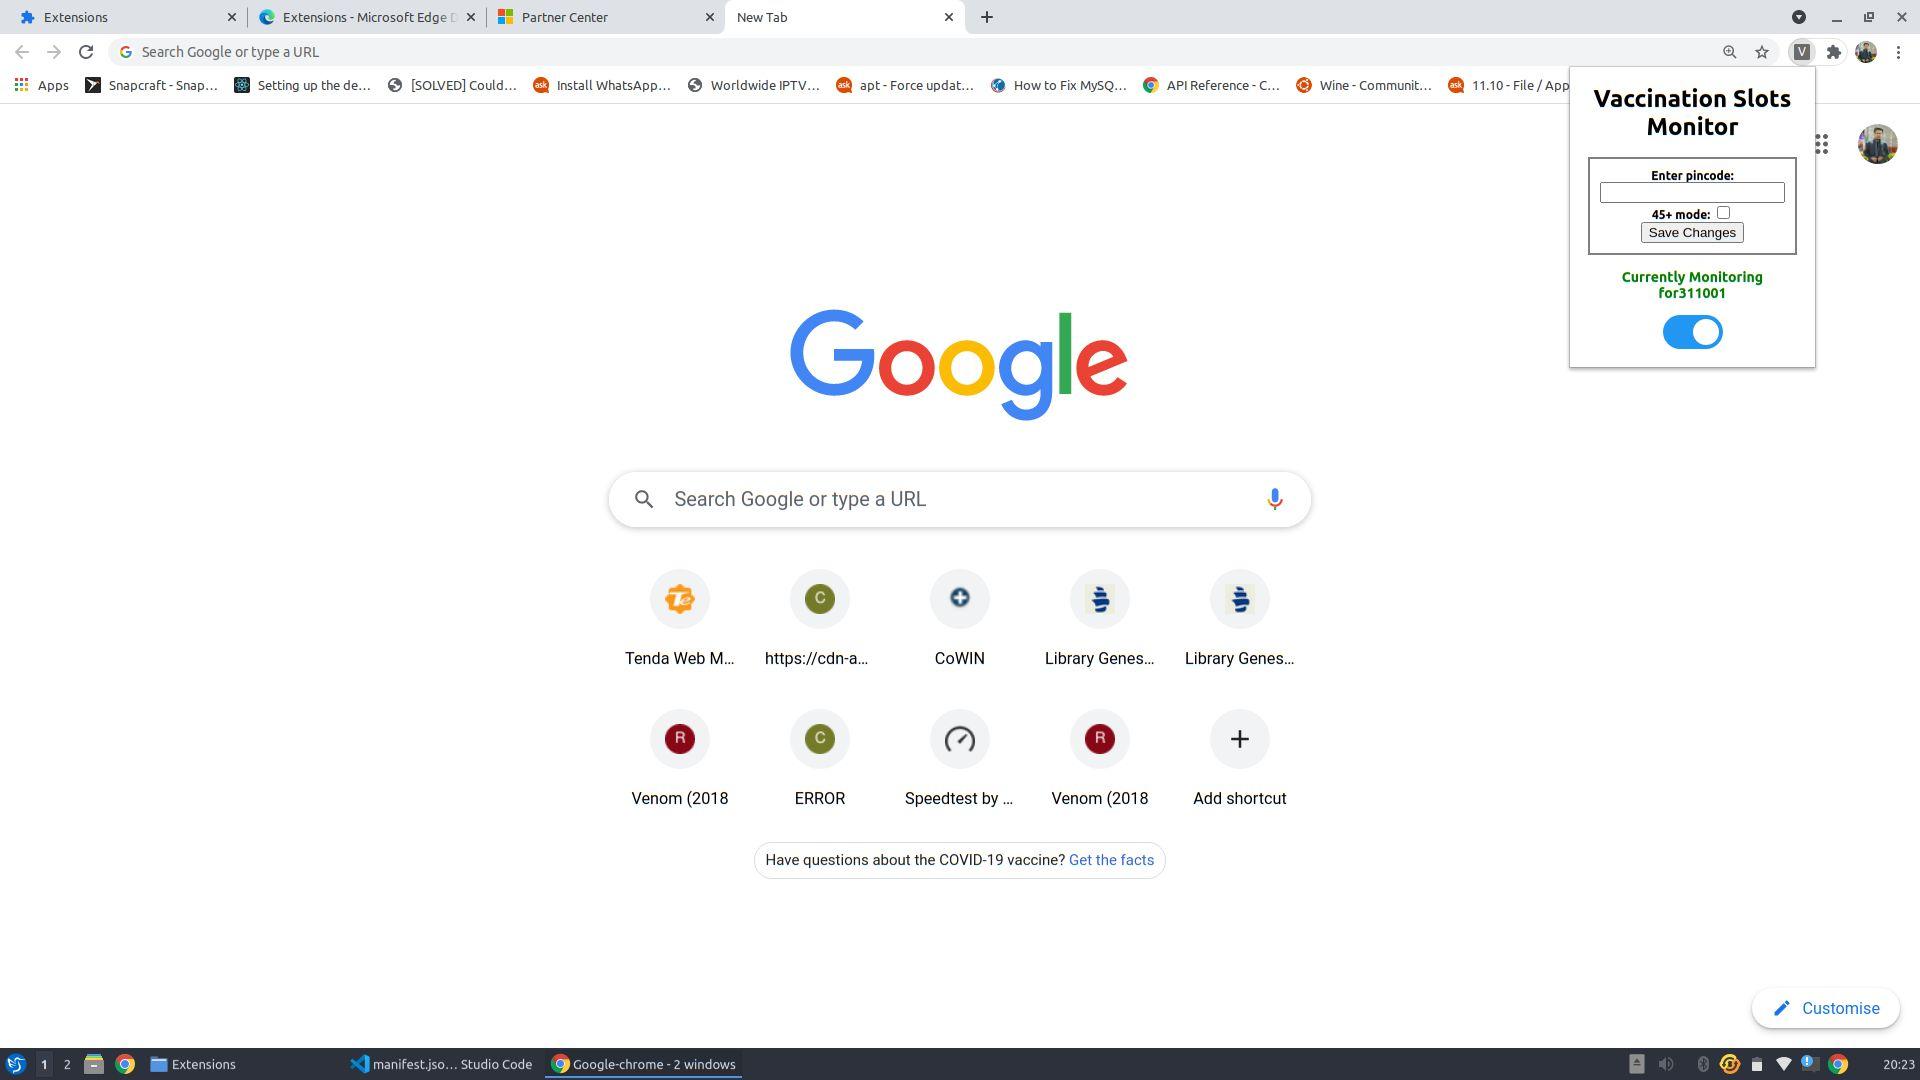 Extensions
Extensions - Microsoft Edge D
Partner Center
New Tab
Search Google or type a URL
V
Apps
Snapcraft - Snap...
Setting up the de...
[SOLVED] Could...
ask
Install WhatsApp...
Worldwide IPTV...
ask
apt - Force updat...
How to Fix MySQ...
API Reference - C...
Wine - Communit...
ask
11.10 - File / App
Vaccination Slots
Monitor
Enter pincode:
45+ mode:
Save Changes
Currently Monitoring
for311001
Google
Search Google or type a URL
Te
C
Tenda Web M...
https://cdn-a...
CoWIN
Library Genes...
Library Genes...
R
C
R
Venom (2018
ERROR
Speedtest by ...
Venom (2018
Add shortcut
Have questions about the COVID-19 vaccine? Get the facts
Customise
1
2
Extensions
manifest.jso... Studio Code
Google-chrome - 2 windows
20:23